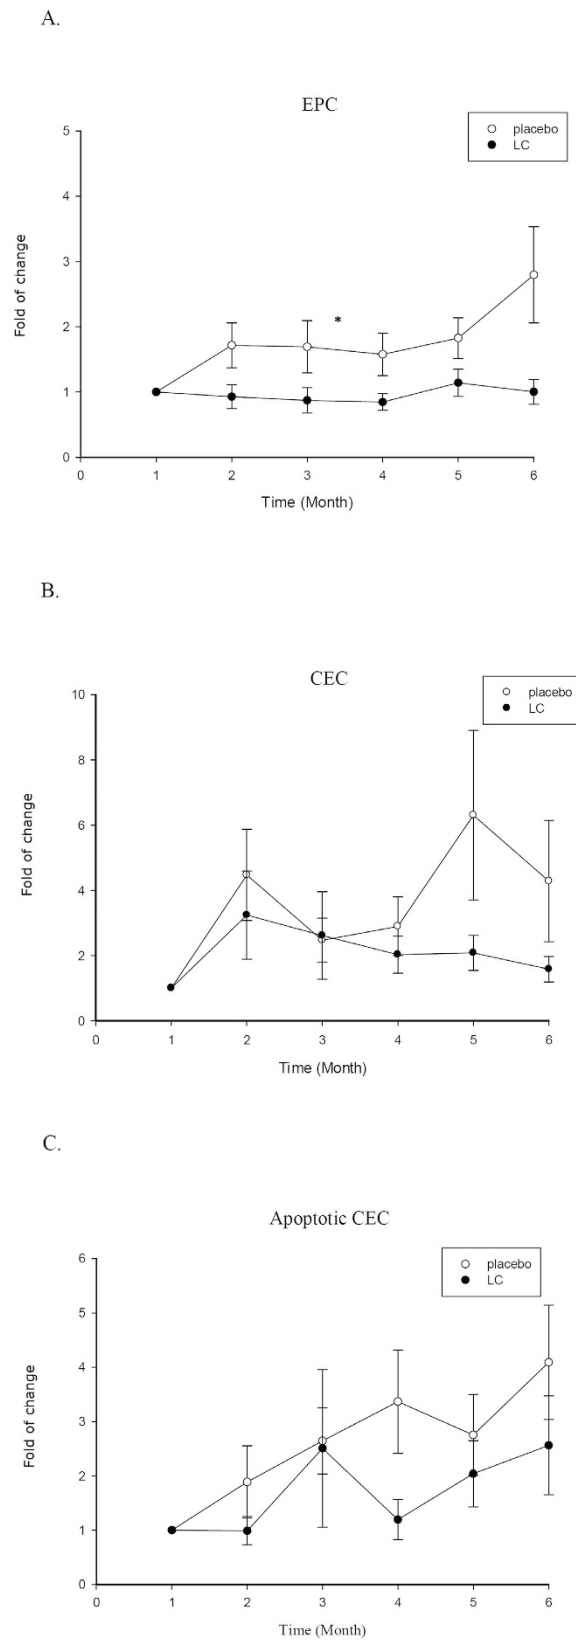 A.
EPC
placebo
LC
5
4
3
2
1
0
*
Fold of change
0 1 2 3 4 5 6
Time (Month)
B.
CEC
placebo
LC
10
8
6
4
2
0
Fold of change
0 1 2 3 4 5 6
Time (Month)
C.
Apoptotic CEC
placebo
LC
6
5
4
3
2
1
0
Fold of change
0 1 2 3 4 5 6
Time (Month)